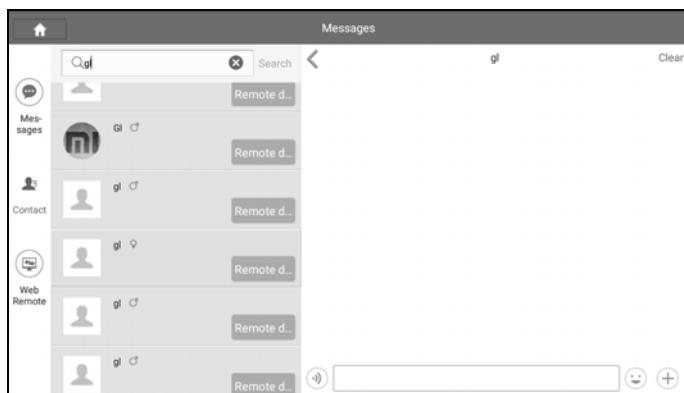 Messages
gl
Search
gl
Clear
Remote d...
Mes-
sages
GI
Remote d...
Contact
gl
Remote d...
gl
Remote d...
Web
Remote
gl
Remote d...
gl
Remote d...